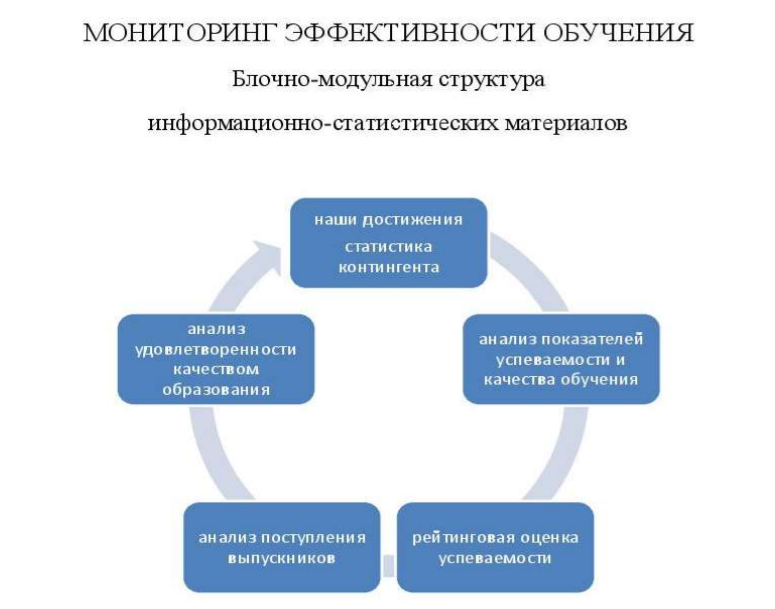 МОНИТОРИНГ ЭФФЕКТИВНОСТИ ОБУЧЕНИЯ
Блочно-модульная структура
информационно-статистических материалов
наши достижения
статистика
контингента
анализ показателей
успеваемости и
качества обучения
рейтинговая оценка
успеваемости
анализ поступления
выпускников
анализ
удовлетворенности
качеством
образования